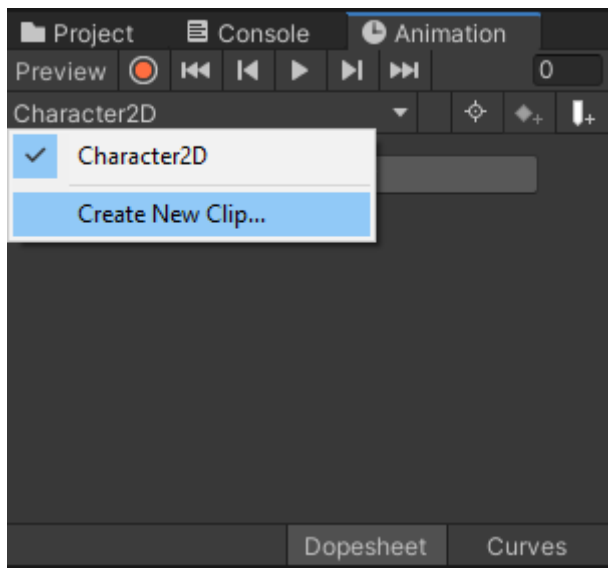 Project Console Animation
Preview 0
Character2D
Character2D
Create New Clip...
Dopesheet Curves